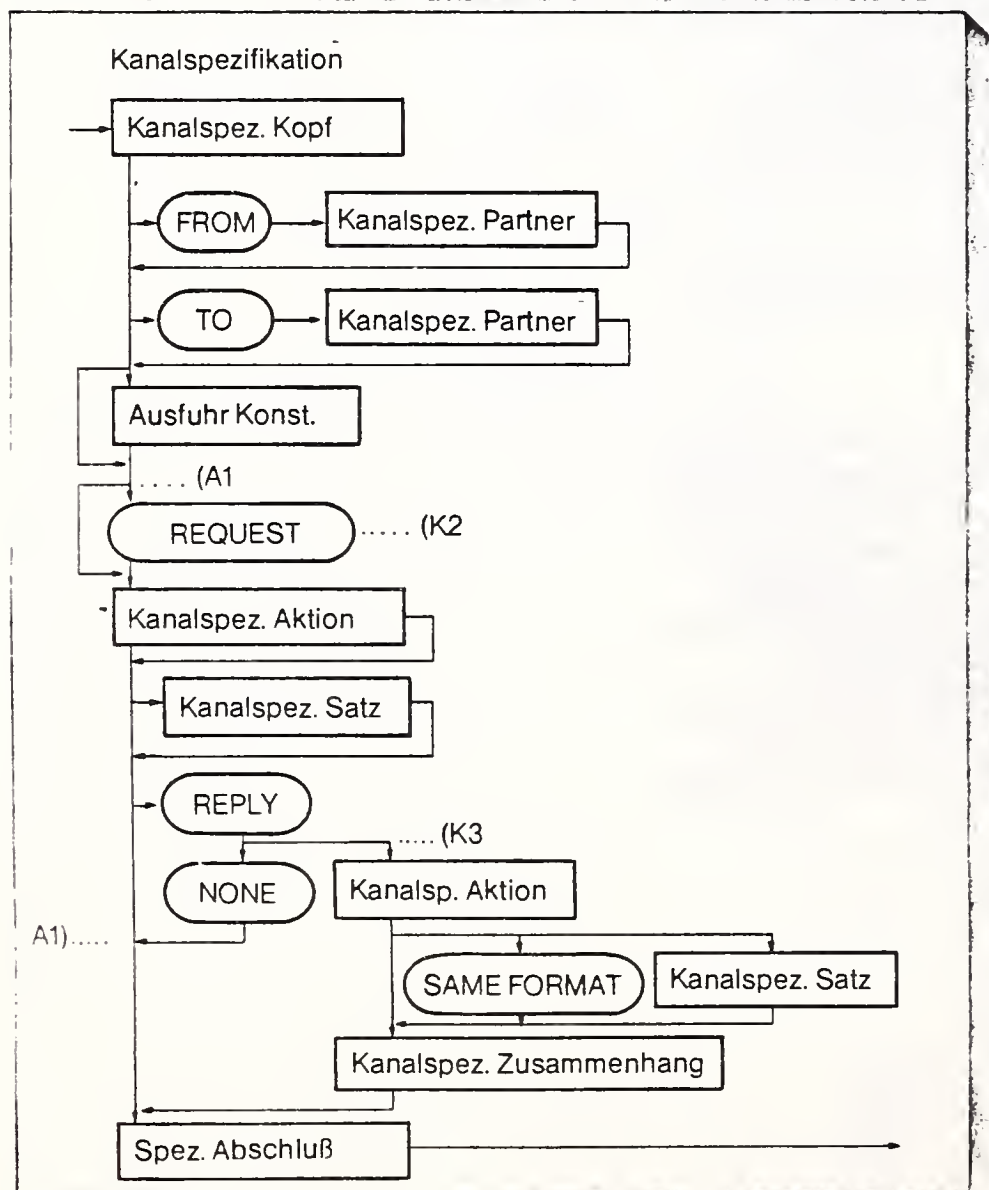 Kanalspezifikation
Kanalspez. Kopf
FROM Kanalspez. Partner
TO Kanalspez. Partner
Ausfuhr Konst.
..... (A1
REQUEST ..... (K2
Kanalspez. Aktion
Kanalspez. Satz
REPLY
..... (K3
NONE Kanalsp. Aktion
A1).....
SAME FORMAT Kanalspez. Satz
Kanalspez. Zusammenhang
Spez. Abschluß